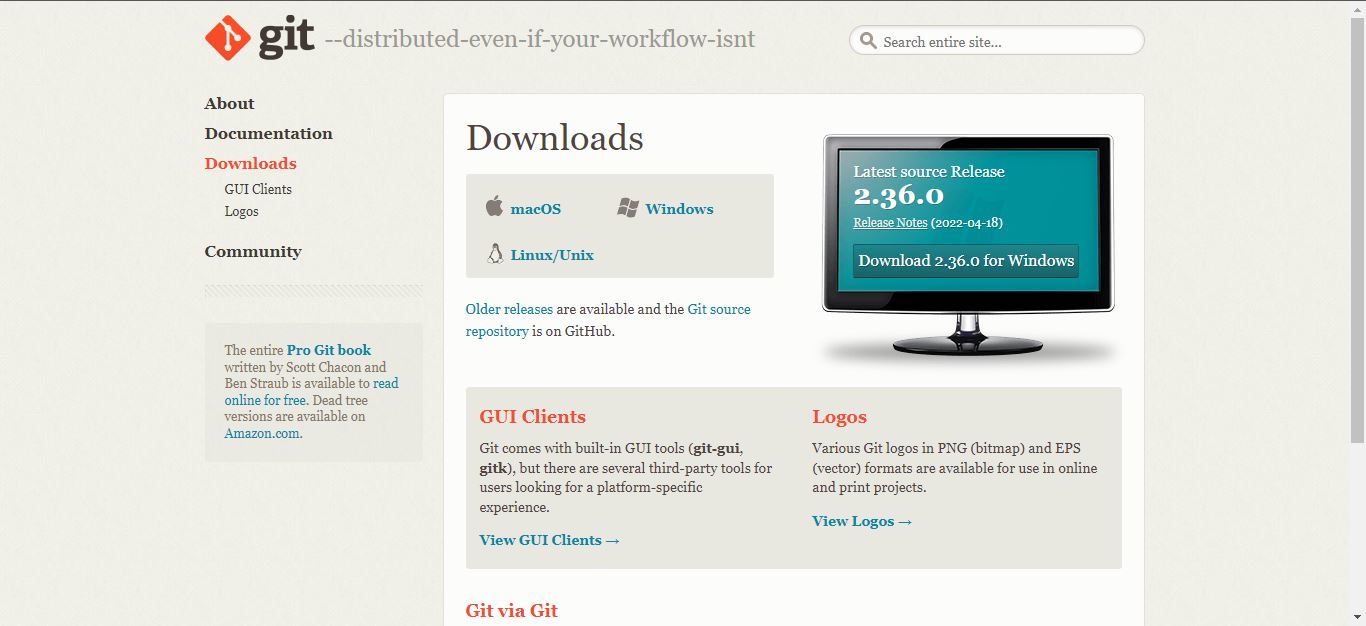 git --distributed-even-if-your-workflow-isnt
Search entire site...
About
Documentation
Downloads
GUI Clients
Logos
Community
The entire Pro Git book
written by Scott Chacon and
Ben Straub is available to read
online for free. Dead tree
versions are available on
Amazon.com.
Downloads
macOS
Windows
Linux/Unix
Older releases are available and the Git source
repository is on GitHub.
Latest source Release
2.36.0
Release Notes (2022-04-18)
Download 2.36.0 for Windows
GUI Clients
Git comes with built-in GUI tools (git-gui,
gitk), but there are several third-party tools for
users looking for a platform-specific
experience.
View GUI Clients →
Logos
Various Git logos in PNG (bitmap) and EPS
(vector) formats are available for use in online
and print projects.
View Logos →
Git via Git